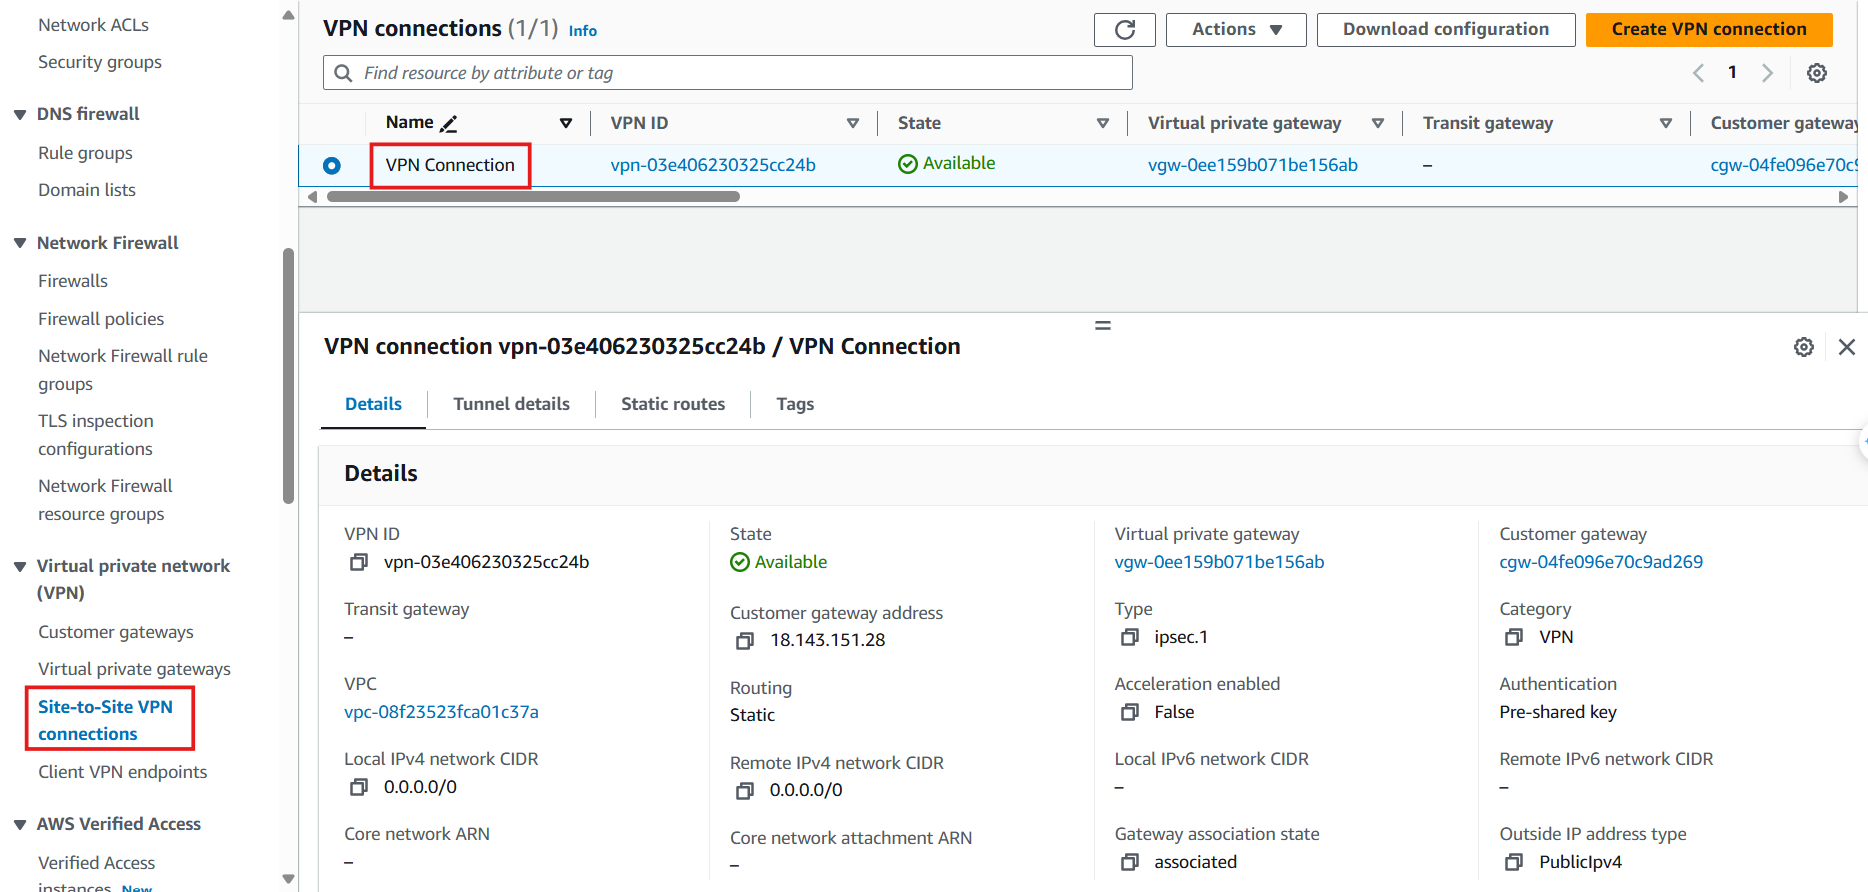 Network ACLs
Security groups
DNS firewall
Rule groups
Domain lists
Network Firewall
Firewalls
Firewall policies
Network Firewall rule
groups
TLS inspection
configurations
Network Firewall
resource groups
Virtual private network
(VPN)
Customer gateways
Virtual private gateways
Site-to-Site VPN
connections
Client VPN endpoints
AWS Verified Access
Verified Access
instances New
VPN connections (1/1) Info
Actions
Download configuration
Create VPN connection
Find resource by attribute or tag
1
Name VPN ID State Virtual private gateway Transit gateway Customer gateway
VPN Connection vpn-03e406230325cc24b Available vgw-0ee159b071be156ab – cgw-04fe096e70c9
VPN connection vpn-03e406230325cc24b / VPN Connection
Details Tunnel details Static routes Tags
Details
VPN ID
vpn-03e406230325cc24b
State
Available
Virtual private gateway
vgw-0ee159b071be156ab
Customer gateway
cgw-04fe096e70c9ad269
Transit gateway
–
Customer gateway address
18.143.151.28
Type
ipsec.1
Category
VPN
VPC
vpc-08f23523fca01c37a
Routing
Static
Acceleration enabled
False
Authentication
Pre-shared key
Local IPv4 network CIDR
0.0.0.0/0
Remote IPv4 network CIDR
0.0.0.0/0
Local IPv6 network CIDR
–
Remote IPv6 network CIDR
–
Core network ARN
–
Core network attachment ARN
–
Gateway association state
associated
Outside IP address type
PublicIpv4